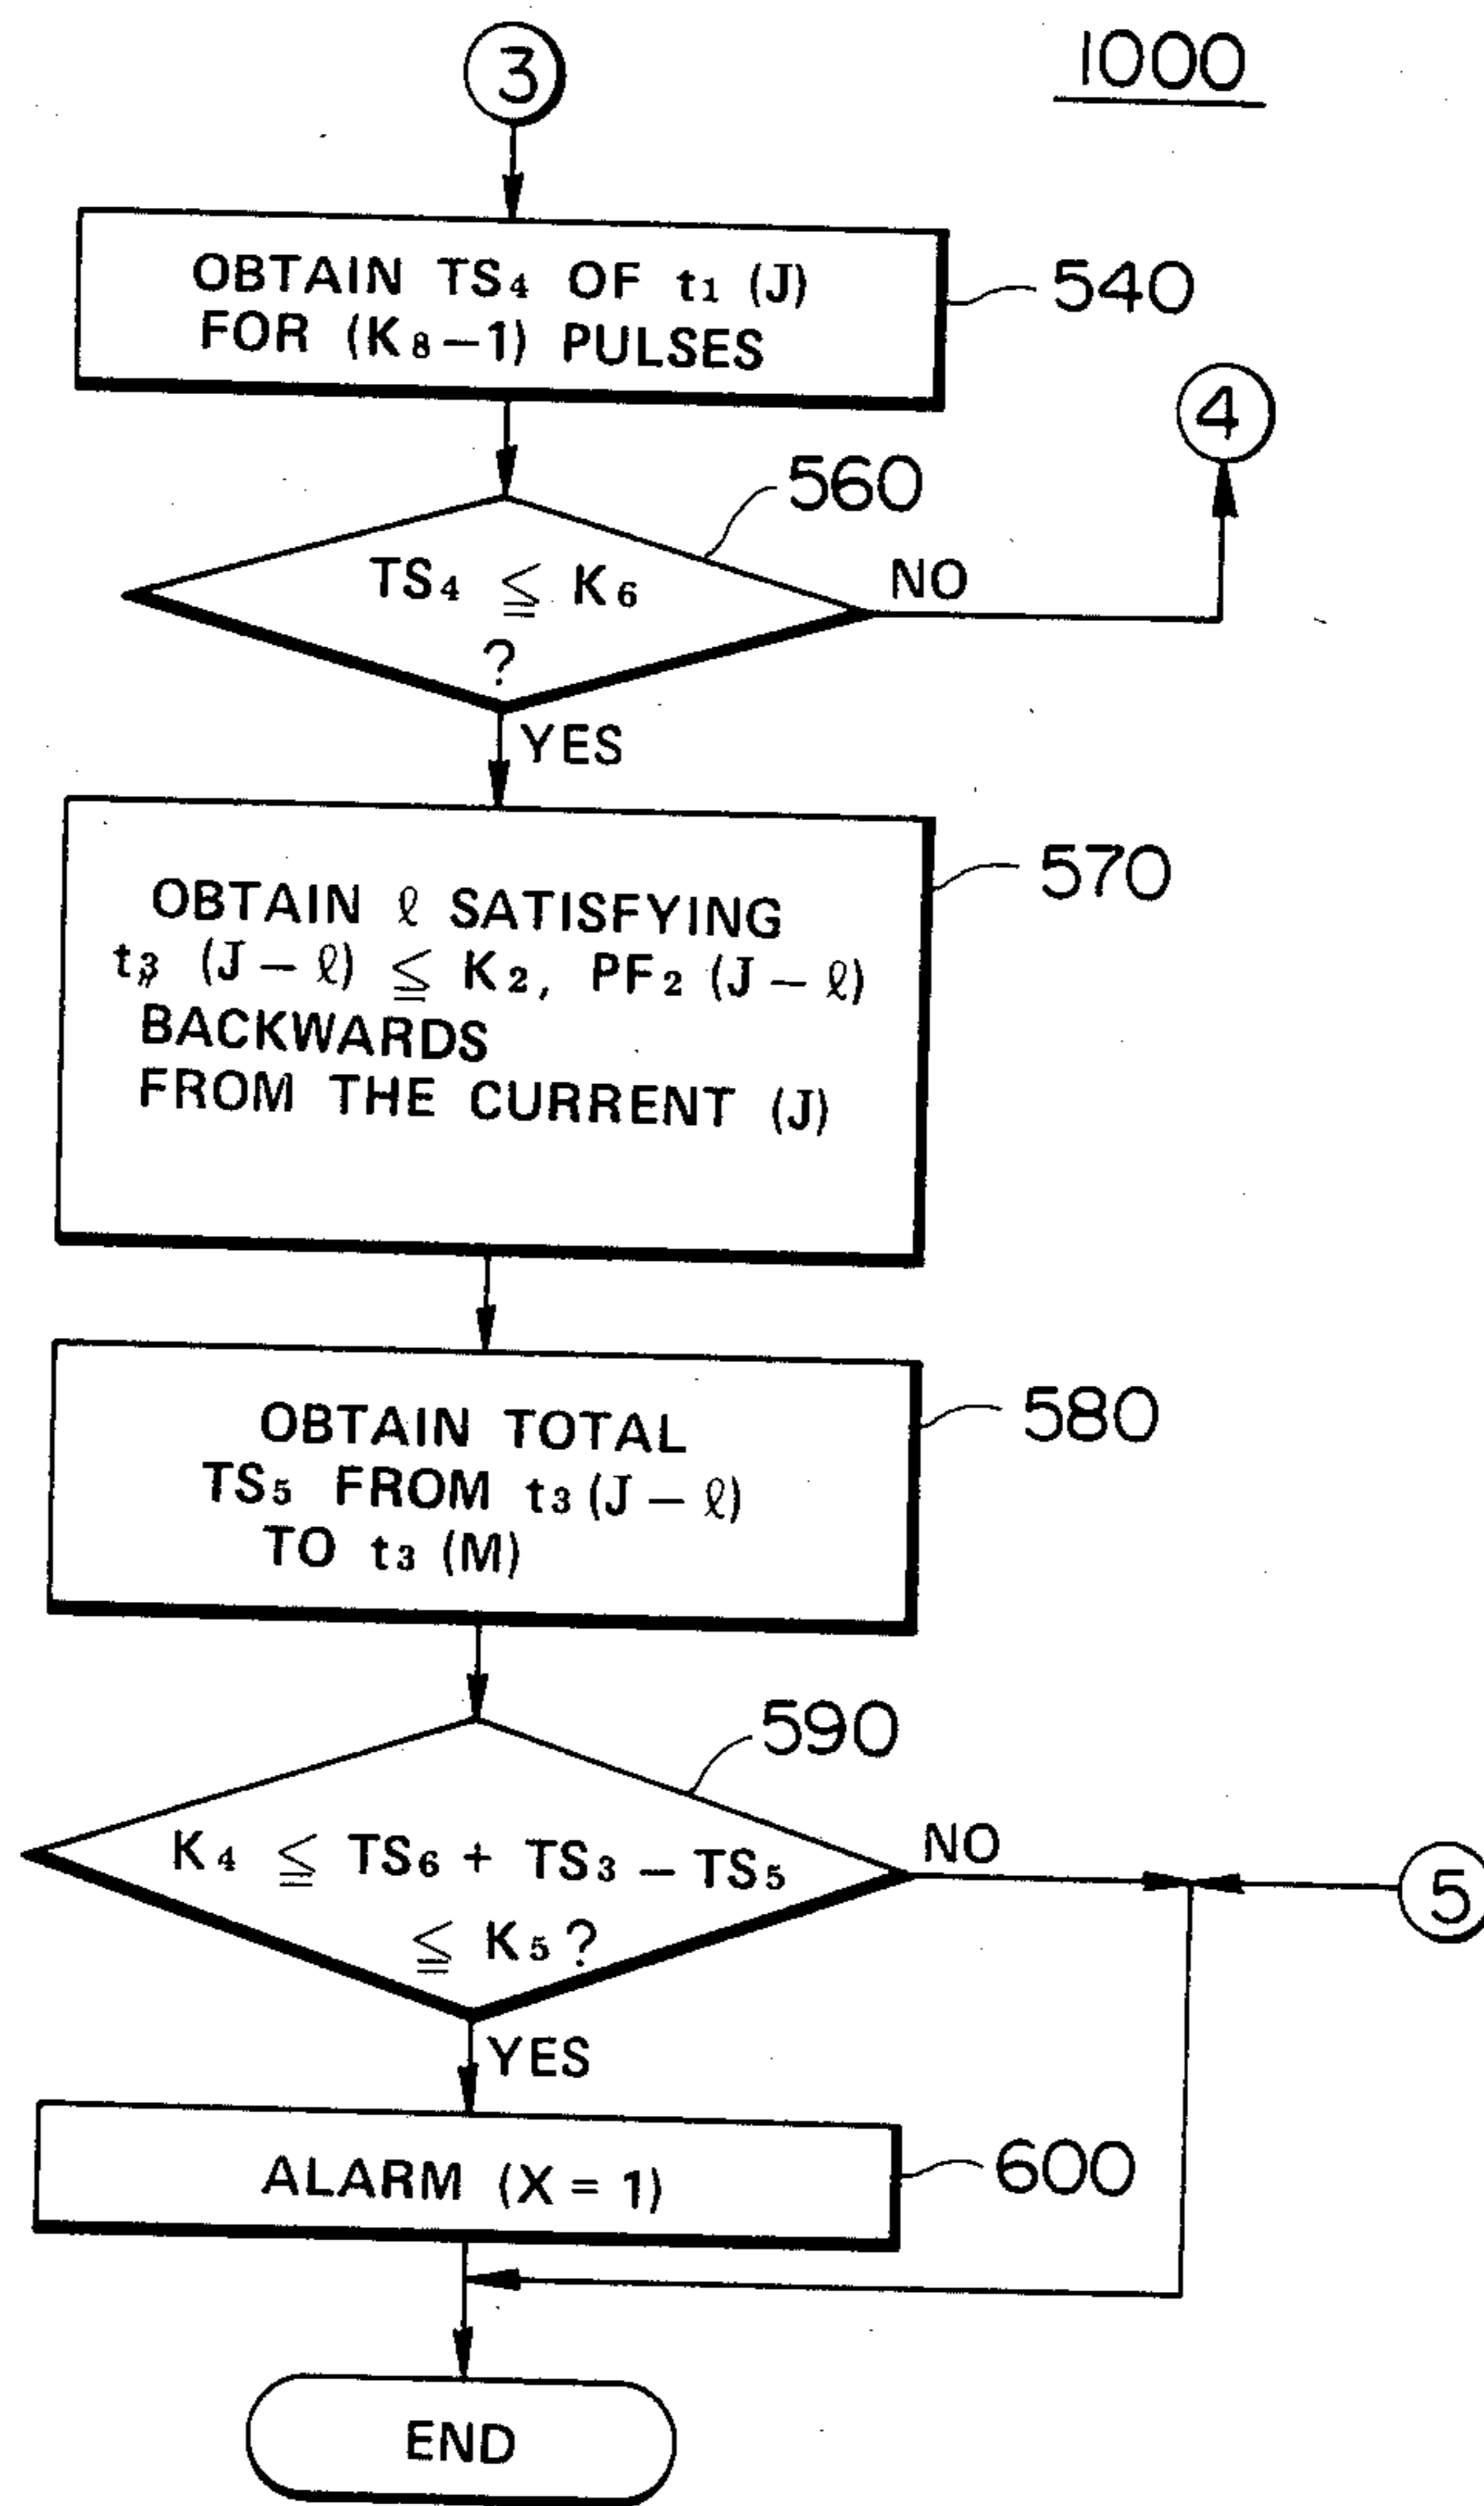 ③
1000
OBTAIN TS₄ OF t₁ (J)
FOR (K₈−1) PULSES
540
④
560
TS₄ ≦ K₆
?
NO
YES
570
OBTAIN ℓ SATISFYING
t₃ (J−ℓ) ≦ K₂, PF₂ (J−ℓ)
BACKWARDS
FROM THE CURRENT (J)
OBTAIN TOTAL
TS₅ FROM t₃(J−ℓ)
TO t₃ (M)
580
590
K₄ ≦ TS₆ + TS₃ − TS₅
≦ K₅?
NO
⑤
YES
ALARM (X = 1)
600
END